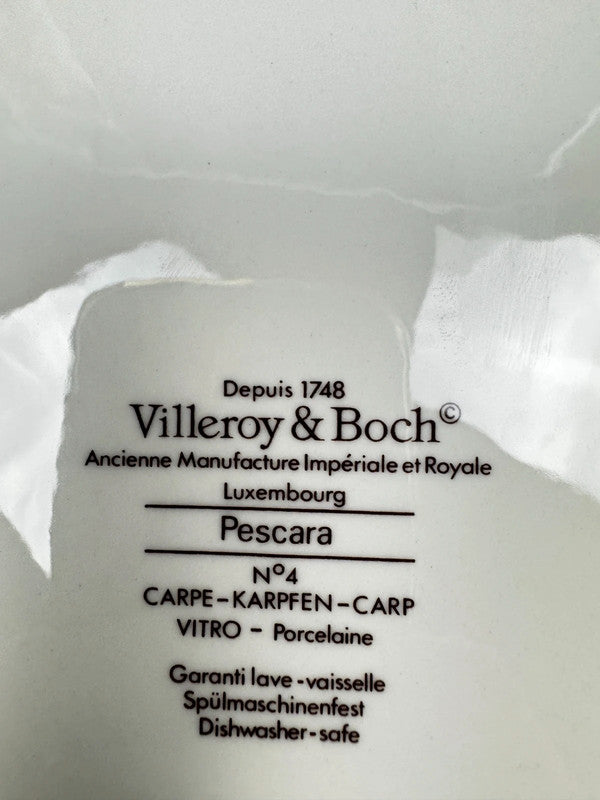 Depuis 1748
Villeroy & Boch©
Ancienne Manufacture Impériale et Royale
Luxembourg
Pescara
Nº4
CARPE-KARPFEN-CARP
VITRO - Porcelaine
Garanti lave-vaisselle
Spülmaschinenfest
Dishwasher-safe